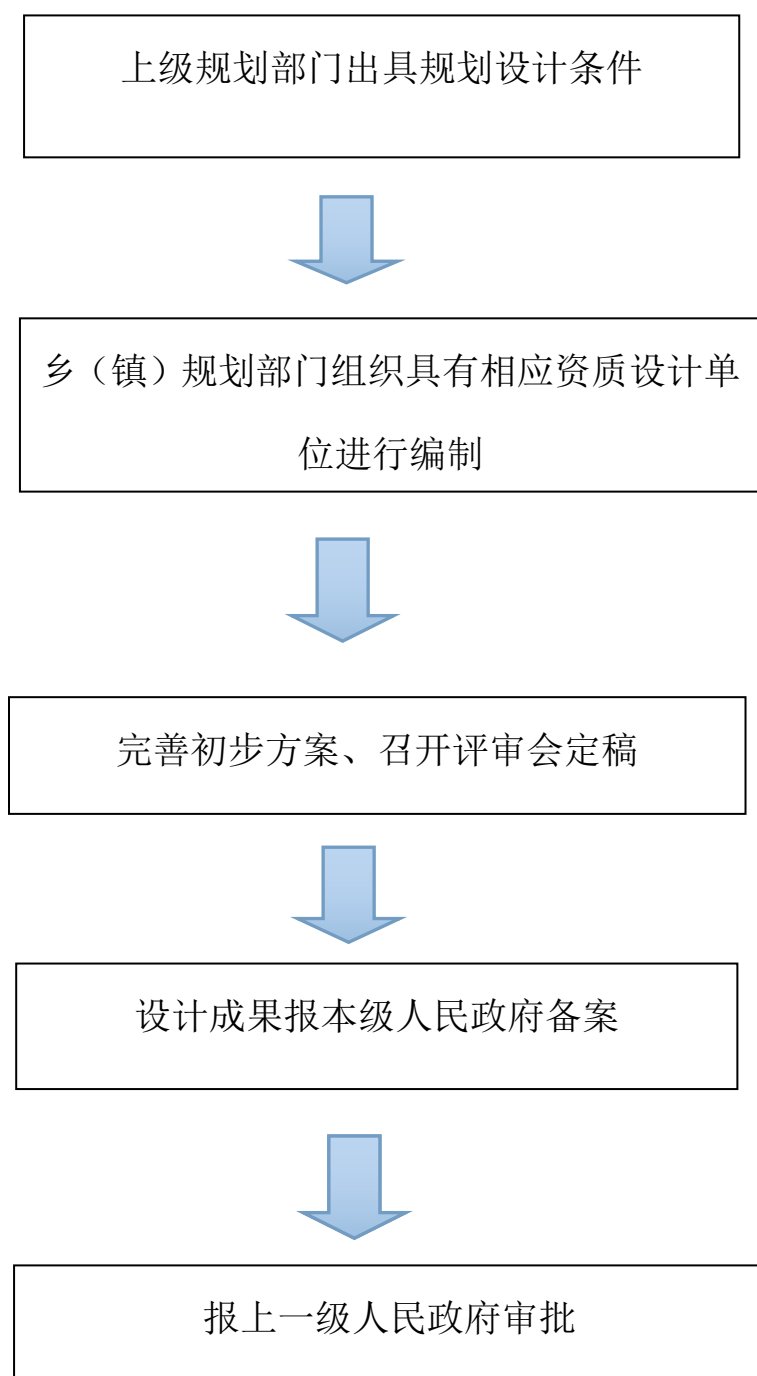 上级规划部门出具规划设计条件
乡（镇）规划部门组织具有相应资质设计单
位进行编制
完善初步方案、召开评审会定稿
设计成果报本级人民政府备案
报上一级人民政府审批